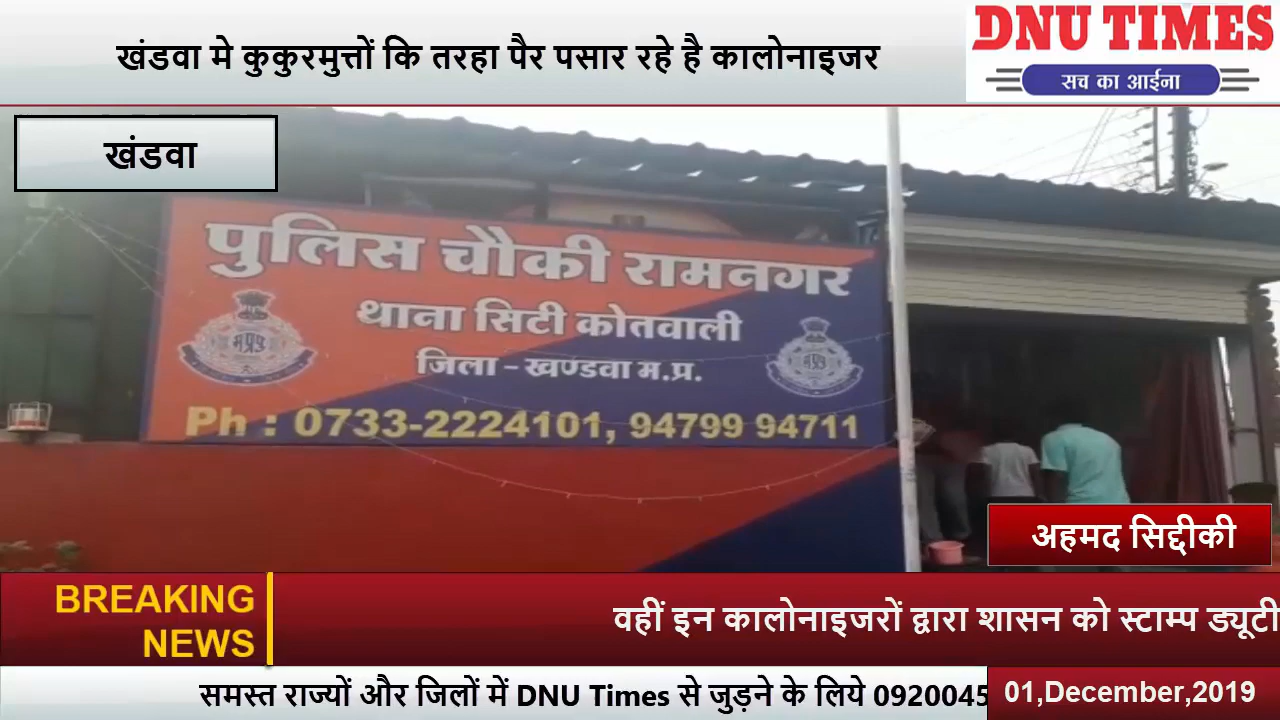 खंडवा मे कुकुरमुत्तों कि तरहा पैर पसार रहे है कालोनाइजर
DNU TIMES
सच का आईना
खंडवा
पुलिस चौकी रामनगर
थाना सिटी कोतवाली
जिला - खण्डवा म.प्र.
Ph : 0733-2224101, 94799 94711
म प्र पु
म प्र पु
अहमद सिद्दीकी
BREAKING
NEWS
वहीं इन कालोनाइजरों द्वारा शासन को स्टाम्प ड्यूटी
समस्त राज्यों और जिलों में DNU Times से जुड़ने के लिये 0920045
01,December,2019